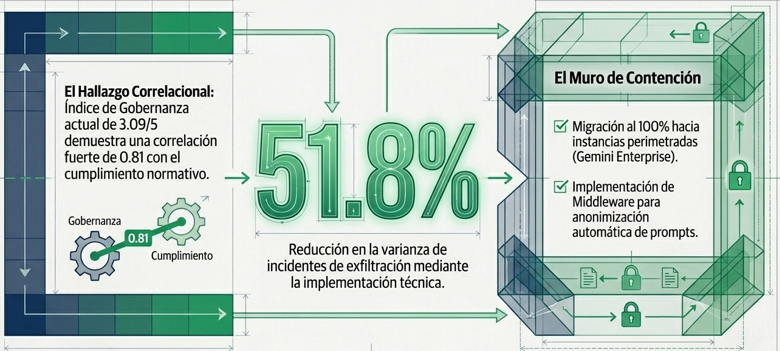 El Hallazgo Correlacional:
Índice de Gobernanza
actual de 3.09/5
demuestra una correlación
fuerte de 0.81 con el
cumplimiento normativo.
Gobernanza
0.81
Cumplimiento
51.8%
Reducción en la varianza de
incidentes de exfiltración mediante
la implementación técnica.
El Muro de Contención
Migración al 100% hacia
instancias perimetradas
(Gemini Enterprise).
Implementación de
Middleware para
anonimización
automática de prompts.